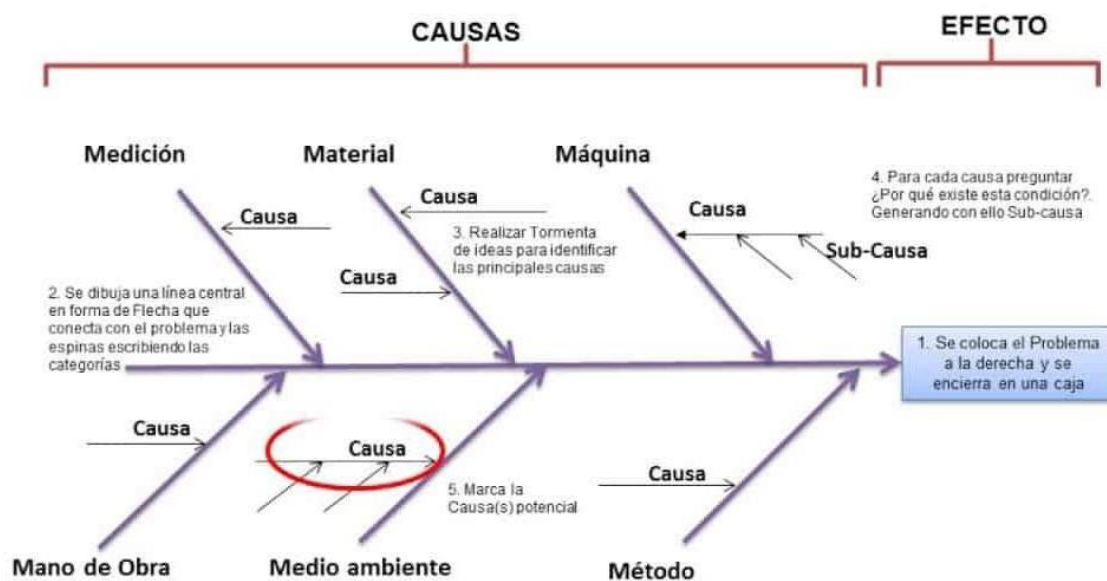 CAUSAS
EFECTO
Medición
Material
Máquina
4. Para cada causa preguntar
¿Por qué existe esta condición?.
Generando con ello Sub-causa
Causa
Causa
Causa
3. Realizar Tormenta
de ideas para identificar
las principales causas
Sub-Causa
Causa
2. Se dibuja una línea central
en forma de Flecha que
conecta con el problema y las
espinas escribiendo las
categorías
1. Se coloca el Problema
a la derecha y se
encierra en una caja
Causa
Causa
Causa
5. Marca la
Causa(s) potencial
Mano de Obra
Medio ambiente
Método